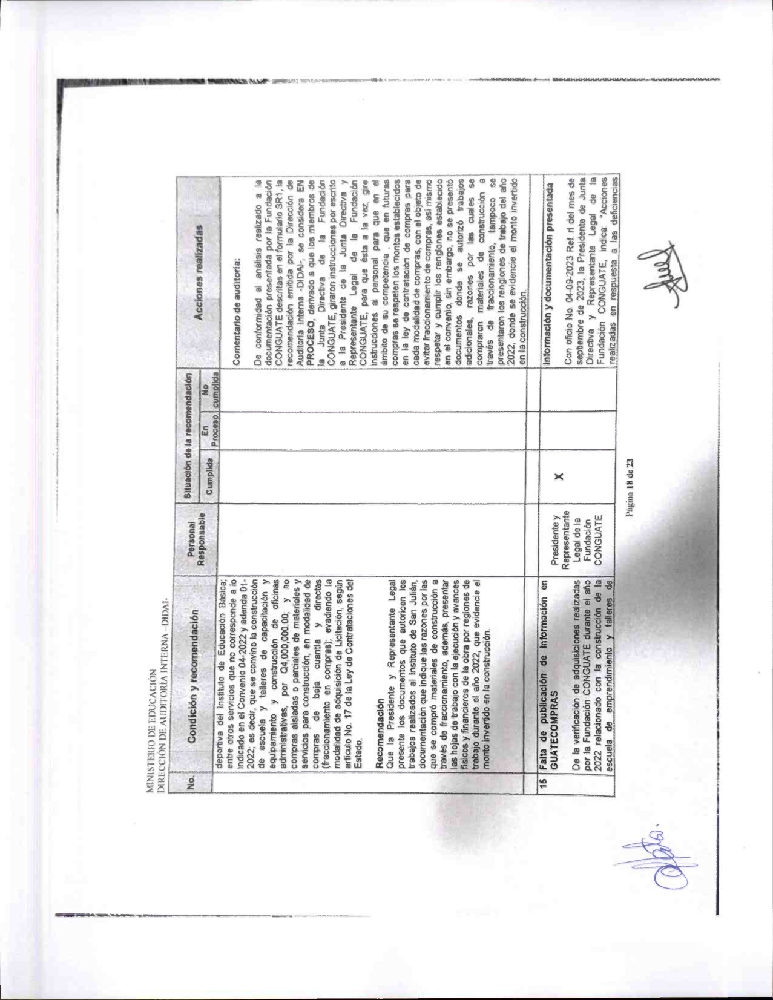 MINISTERIO DE EDUCACIÓN
DIRECCIÓN DE AUDITORÍA INTERNA -DIDAI-
No.
Condición y recomendación
Personal
Responsable
Situación de la recomendación
Cumplida
En
Proceso
No
cumplida
Acciones realizadas
deportiva del Instituto de Educación Básica;
entre otros servicios que no corresponde a lo
indicado en el Convenio 04-2022 y adenda 01-
2022; es decir, que se convino la construcción
de escuela y talleres de capacitación y
equipamiento y construcción de oficinas
administrativas, por Q4,000,000.00; y no
compras aisladas o parciales de materiales y
servicios para construcción, en modalidad de
compras de baja cuantía y directas
(fraccionamiento en compras); evadiendo la
modalidad de adquisición de Licitación, según
artículo No. 17 de la Ley de Contrataciones del
Estado.
Recomendación
Que la Presidente y Representante Legal
presente los documentos que autoricen los
trabajos realizados al Instituto de San Julián,
documentación que indique las razones por las
que se compró materiales de construcción a
través de fraccionamiento, además, presentar
las hojas de trabajo con la ejecución y avances
físicos y financieros de la obra por regiones de
trabajo durante el año 2022, que evidencie el
monto invertido en la construcción.
Comentario de auditoría:
De conformidad al análisis realizado a la
documentación presentada por la Fundación
CONGUATE descritas en el formulario SR1, la
recomendación emitida por la Dirección de
Auditoría Interna -DIDAI-, se considera EN
PROCESO, derivado a que los miembros de
la Junta Directiva de la Fundación
CONGUATE, giraron instrucciones por escrito
a la Presidente de la Junta Directiva y
Representante Legal de la Fundación
CONGUATE, para que ésta a la vez, gire
instrucciones al personal para que en el
ámbito de su competencia , que en futuras
compras se respeten los montos establecidos
en la ley de contratación de compras para
cada modalidad de compras, con el objeto de
evitar fraccionamiento de compras, así mismo
respetar y cumplir los renglones establecido
en el convenio, sin embargo, no se presentó
documentos donde se autorizó trabajos
adicionales, razones por las cuales se
compraron materiales de construcción a
través de fraccionamiento, tampoco se
presentaron los renglones de trabajo del año
2022, donde se evidencie el monto invertido
en la construcción.
15
Falta de publicación de Información en
GUATECOMPRAS
De la verificación de adquisiciones realizadas
por la Fundación CONGUATE durante el año
2022 relacionado con la construcción de la
escuela de emprendimiento y talleres de
Presidente y
Representante
Legal de la
Fundación
CONGUATE
X
Información y documentación presentada
Con oficio No. 04-09-2023 Ref. rl del mes de
septiembre de 2023, la Presidente de Junta
Directiva y Representante Legal de la
Fundación CONGUATE, indica: "Acciones
realizadas en respuesta a las deficiencias
Página 18 de 23